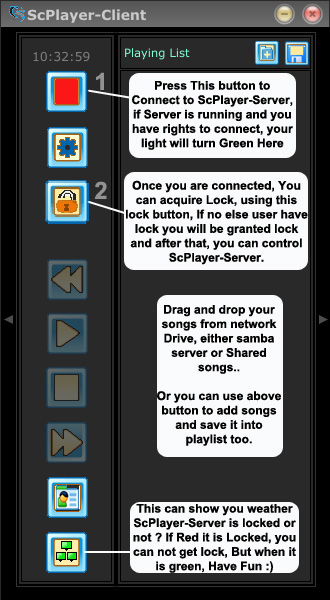 ScPlayer-Client
10:32:59
Playing List
1
Press This button to
Connect to ScPlayer-Server,
if Server is running and you
have rights to connect, your
light will turn Green Here
2
Once you are connected, You
can acquire Lock, using this
lock button, If no else user have
lock you will be granted lock
and after that, you can control
ScPlayer-Server.
Drag and drop your
songs from network
Drive, either samba
server or Shared
songs..
Or you can use above
button to add songs
and save it into
playlist too.
This can show you weather
ScPlayer-Server is locked or
not ? If Red it is Locked, you
can not get lock, But when it
is green, Have Fun :)